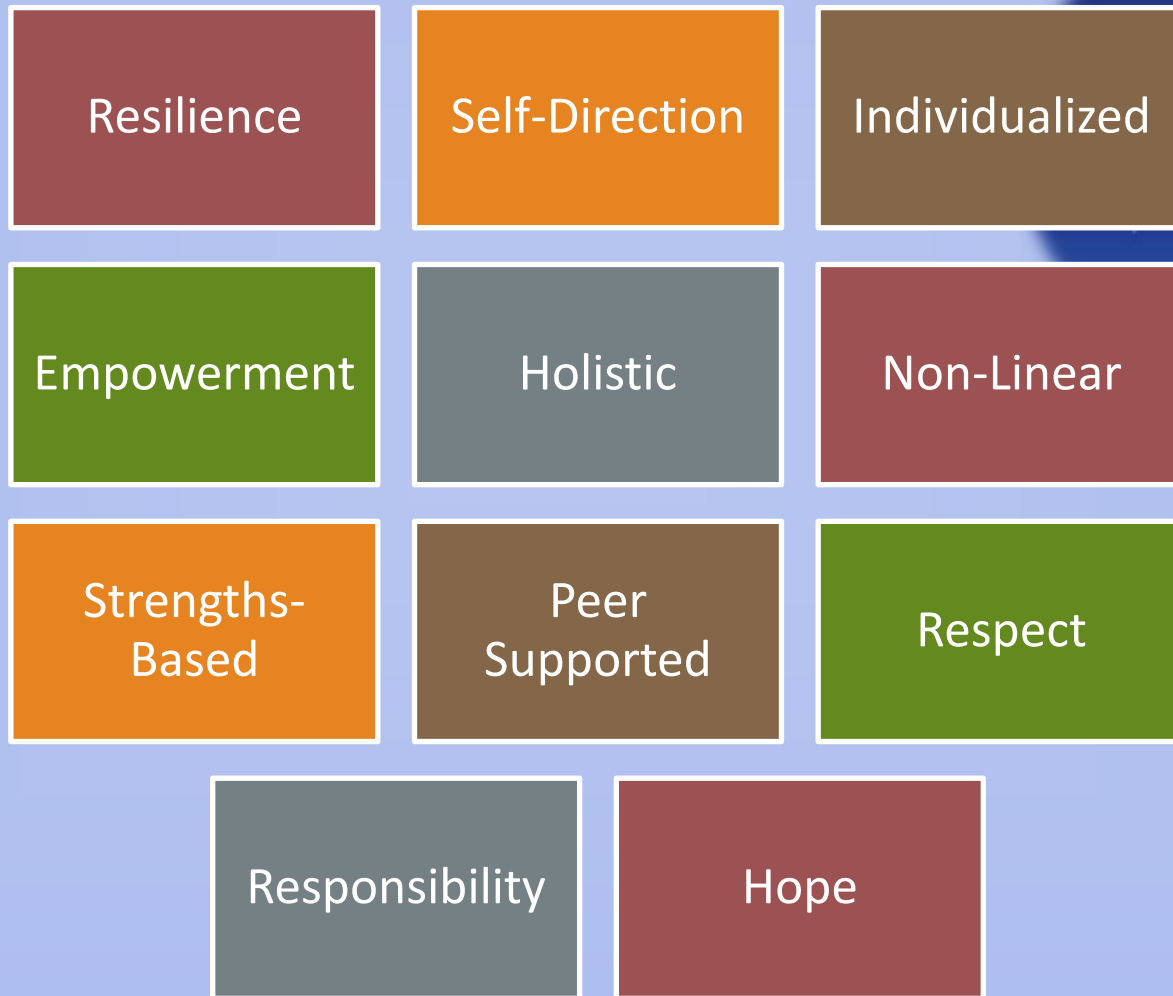 Resilience
Self-Direction
Individualized
Empowerment
Holistic
Non-Linear
Strengths-
Based
Peer
Supported
Respect
Responsibility
Hope